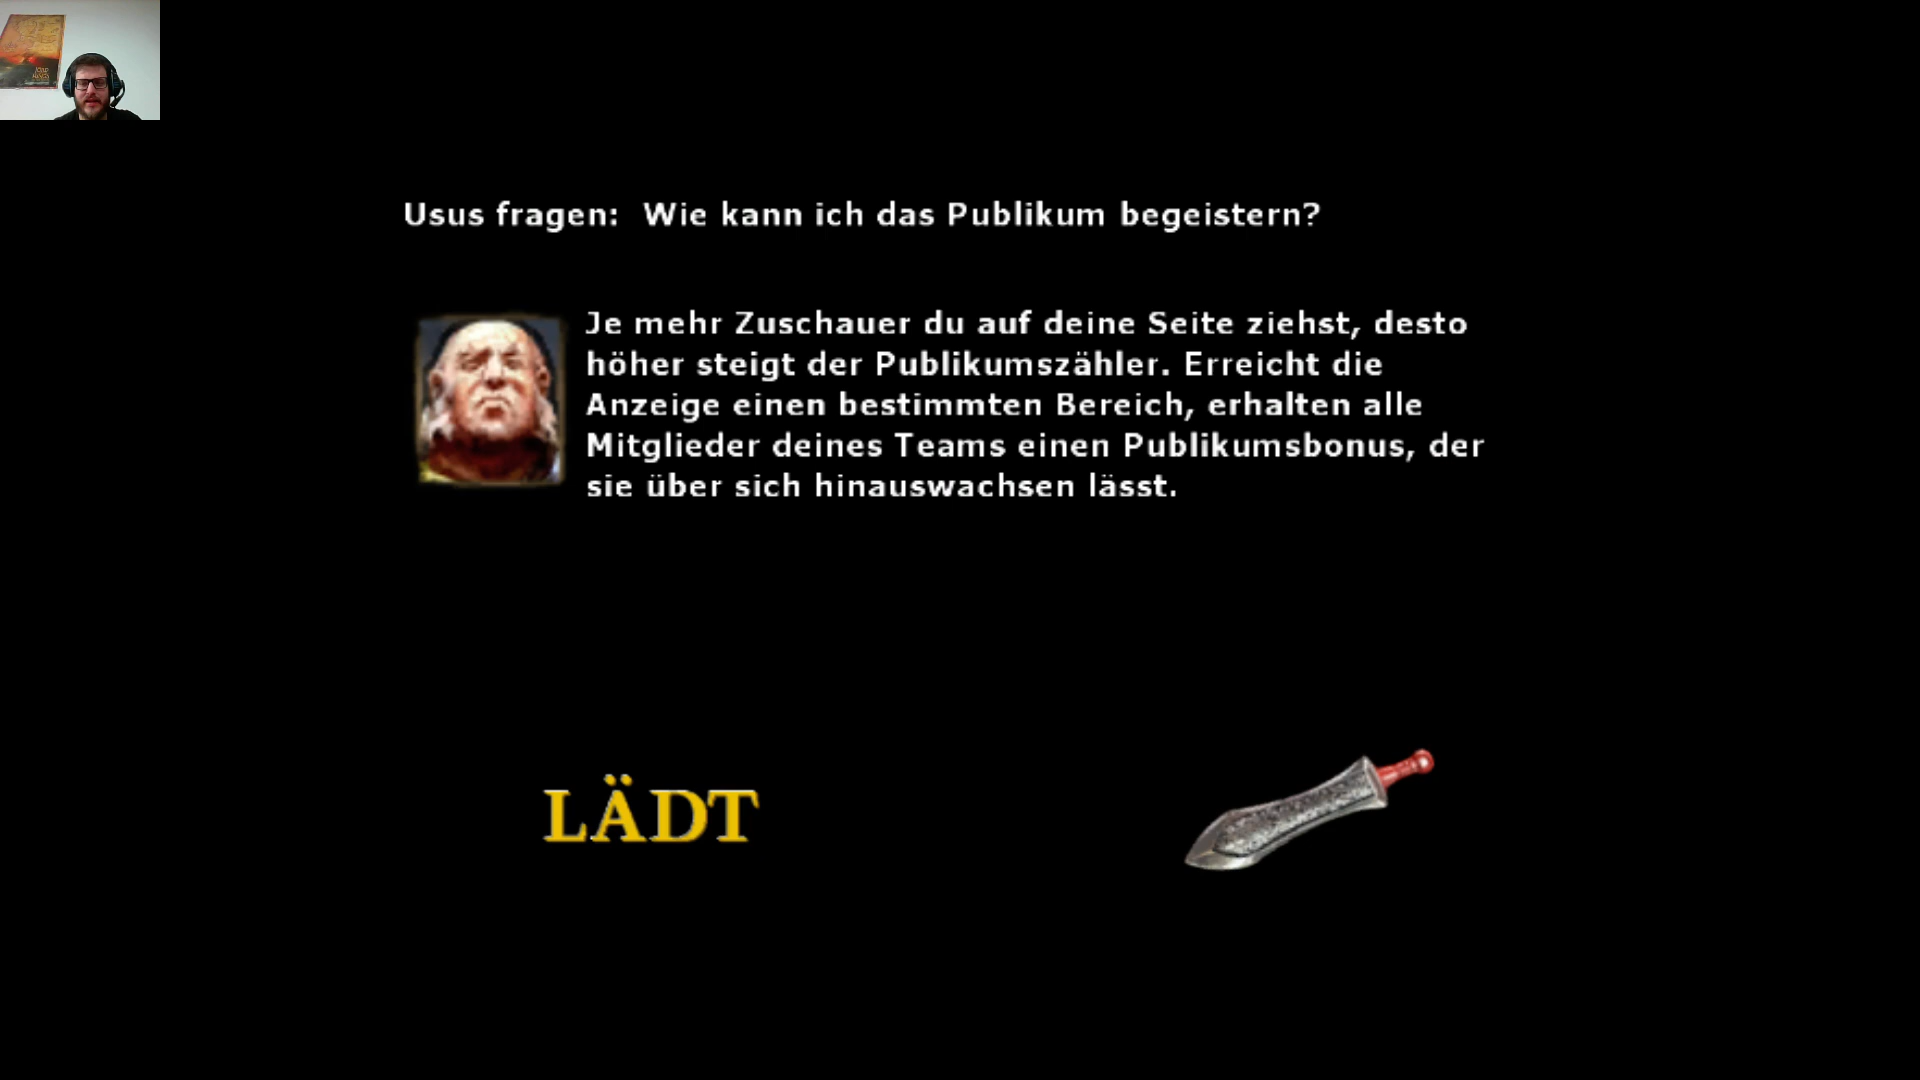 Usus fragen:  Wie kann ich das Publikum begeistern?
Je mehr Zuschauer du auf deine Seite ziehst, desto
höher steigt der Publikumszähler. Erreicht die
Anzeige einen bestimmten Bereich, erhalten alle
Mitglieder deines Teams einen Publikumsbonus, der
sie über sich hinauswachsen lässt.
LÄDT